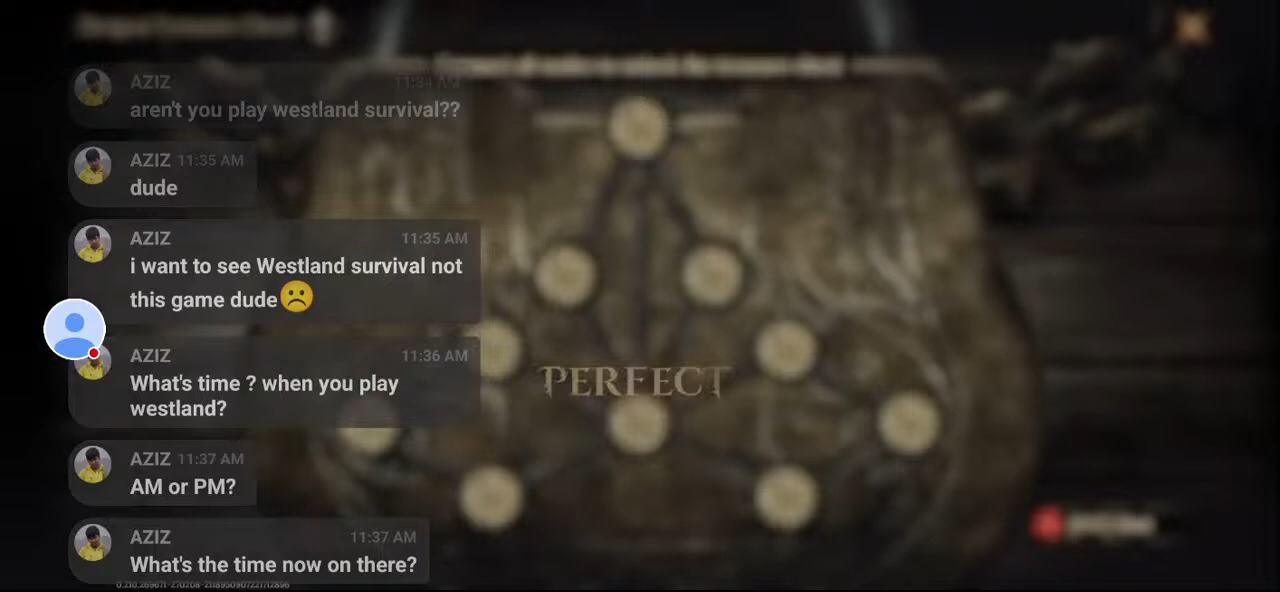 AZIZ 11:34 AM
aren't you play westland survival??
AZIZ 11:35 AM
dude
AZIZ 11:35 AM
i want to see Westland survival not
this game dude☹️
AZIZ 11:36 AM
What's time ? when you play
westland?
PERFECT
AZIZ 11:37 AM
AM or PM?
AZIZ 11:37 AM
What's the time now on there?